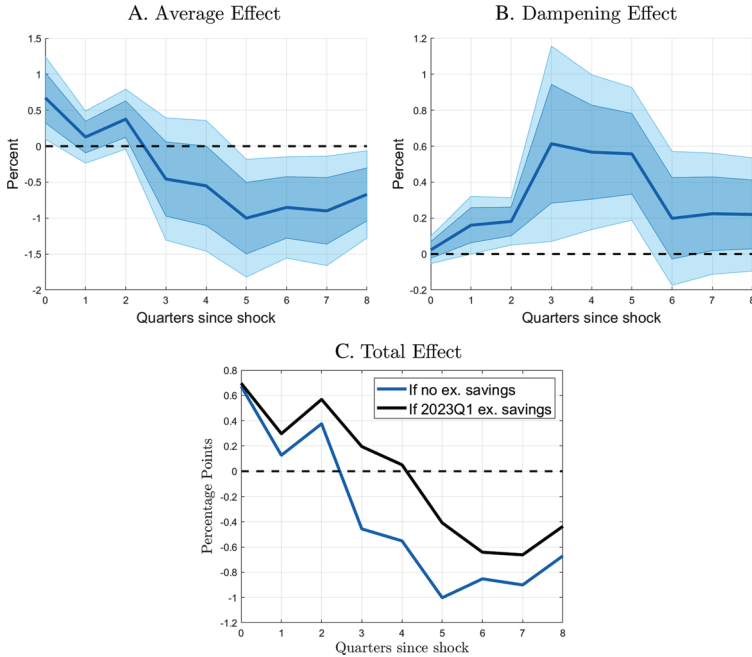 A. Average Effect
1.5
1
0.5
0
-0.5
-1
-1.5
-2
Percent
0 1 2 3 4 5 6 7 8
Quarters since shock
B. Dampening Effect
1.2
1
0.8
0.6
0.4
0.2
0
-0.2
Percent
0 1 2 3 4 5 6 7 8
Quarters since shock
C. Total Effect
0.8
0.6
0.4
0.2
0
-0.2
-0.4
-0.6
-0.8
-1
-1.2
Percentage Points
If no ex. savings
If 2023Q1 ex. savings
0 1 2 3 4 5 6 7 8
Quarters since shock